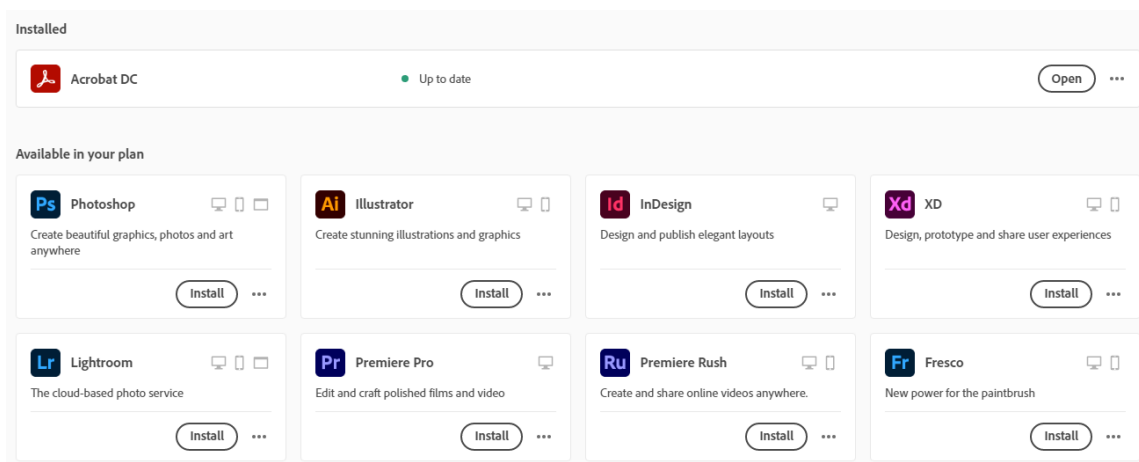 Installed
Acrobat DC
Up to date
Open
Available in your plan
Ps Photoshop
Create beautiful graphics, photos and art
anywhere
Install
Ai Illustrator
Create stunning illustrations and graphics
Install
Id InDesign
Design and publish elegant layouts
Install
Xd XD
Design, prototype and share user experiences
Install
Lr Lightroom
The cloud-based photo service
Install
Pr Premiere Pro
Edit and craft polished films and video
Install
Ru Premiere Rush
Create and share online videos anywhere.
Install
Fr Fresco
New power for the paintbrush
Install